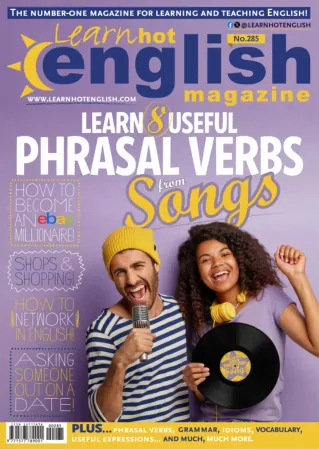 THE NUMBER-ONE MAGAZINE FOR LEARNING AND TEACHING ENGLISH!
@LEARNHOTENGLISH
Learn hot
No.285
english
magazine
WWW.LEARNHOTENGLISH.COM
LEARN 8 USEFUL
PHRASAL VERBS
from
Songs
HOW TO
BECOME
AN ebay
MILLIONAIRE!
SHOPS &
SHOPPING!
HOW TO
NETWORK
IN ENGLISH!
ASKING
SOMEONE
OUT ON A
DATE!
PLUS... PHRASAL VERBS, GRAMMAR, IDIOMS, VOCABULARY,
USEFUL EXPRESSIONS... AND MUCH, MUCH MORE.